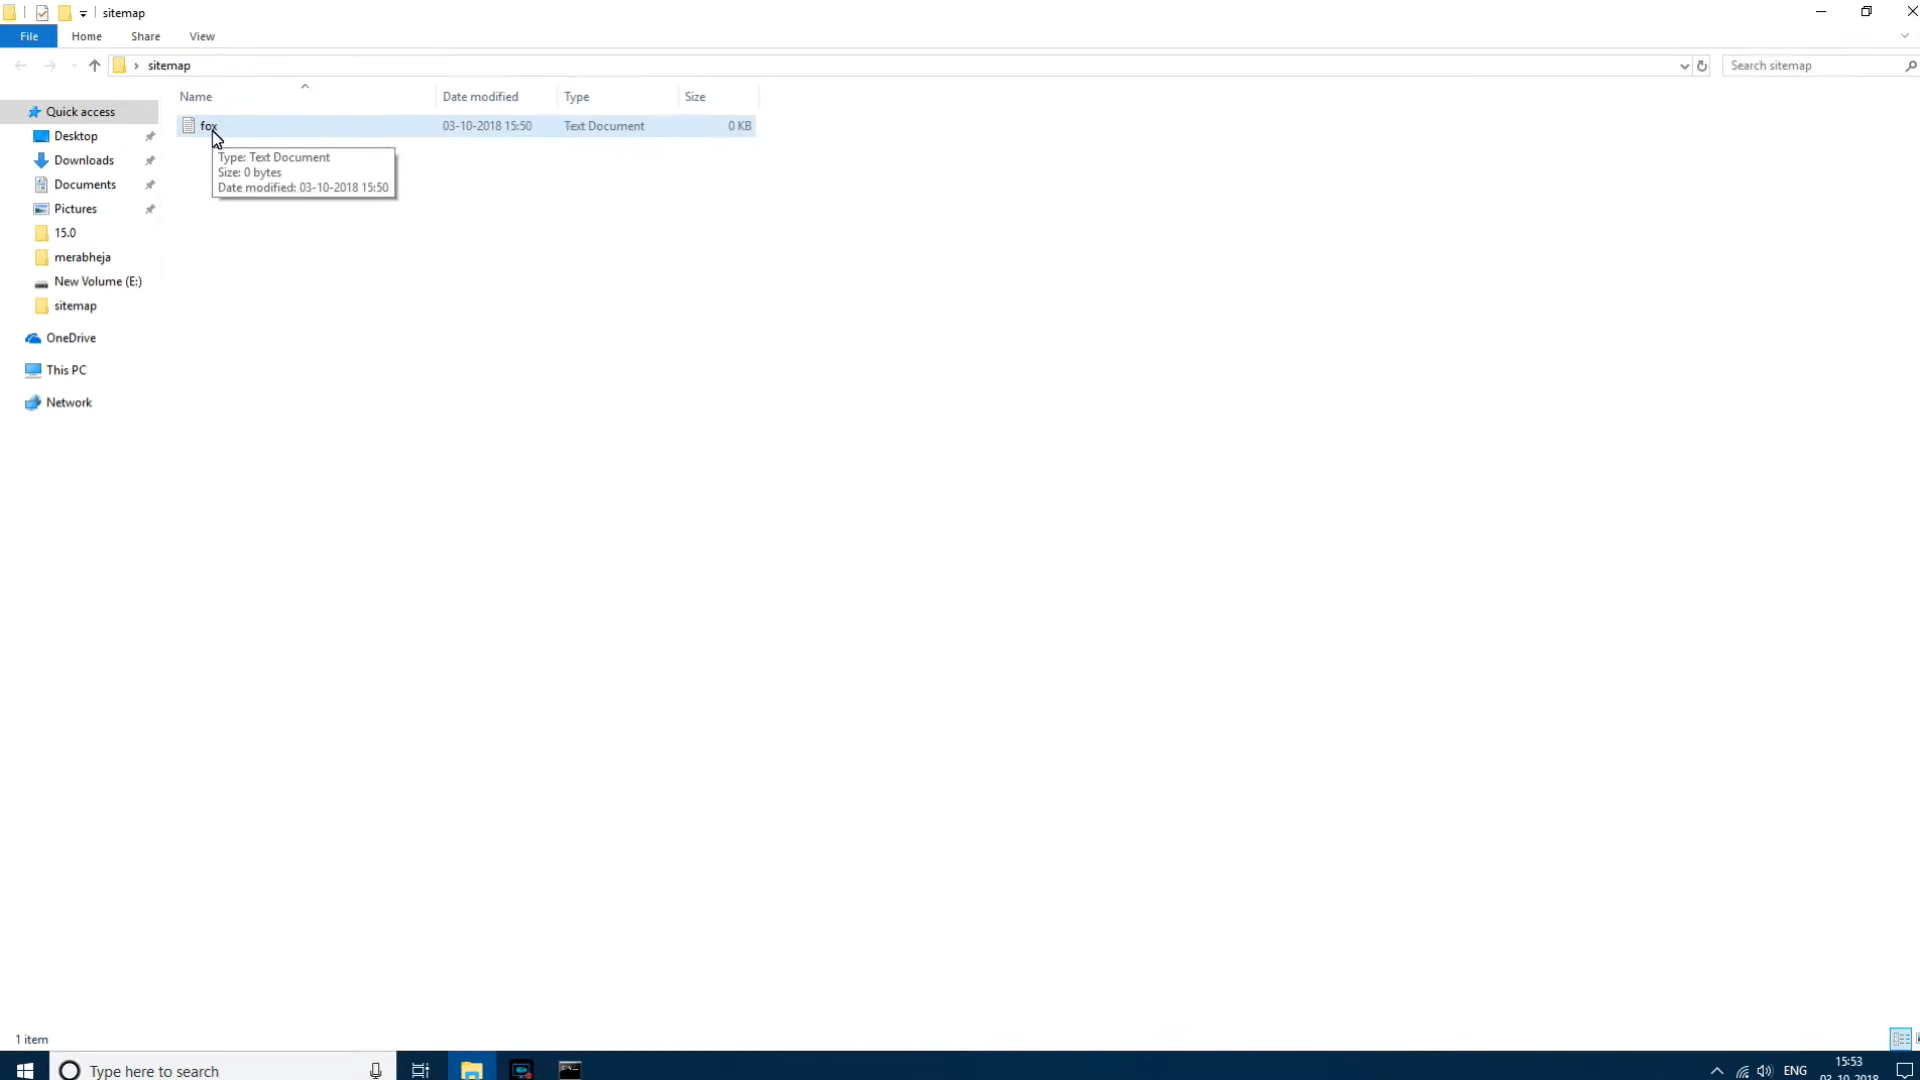 sitemap
File Home Share View
sitemap
Search sitemap
Name Date modified Type Size
Quick access
fox 03-10-2018 15:50 Text Document 0 KB
Desktop
Type: Text Document
Size: 0 bytes
Date modified: 03-10-2018 15:50
Downloads
Documents
Pictures
15.0
merabheja
New Volume (E:)
sitemap
OneDrive
This PC
Network
1 item
Type here to search
ENG
15:53
03-10-2018